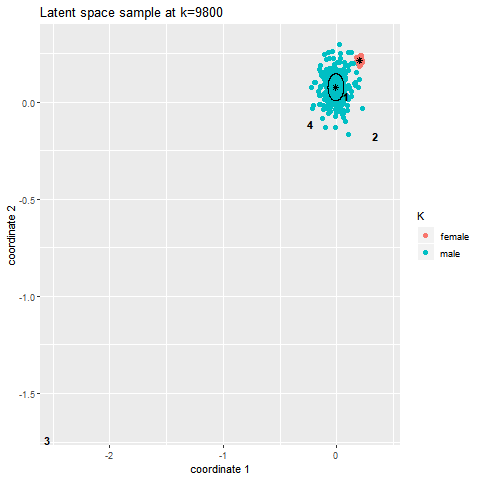 Latent space sample at k=9800
0.0
1
4
2
-0.5
K
female
male
coordinate 2
-1.0
-1.5
3
-2
-1
0
coordinate 1